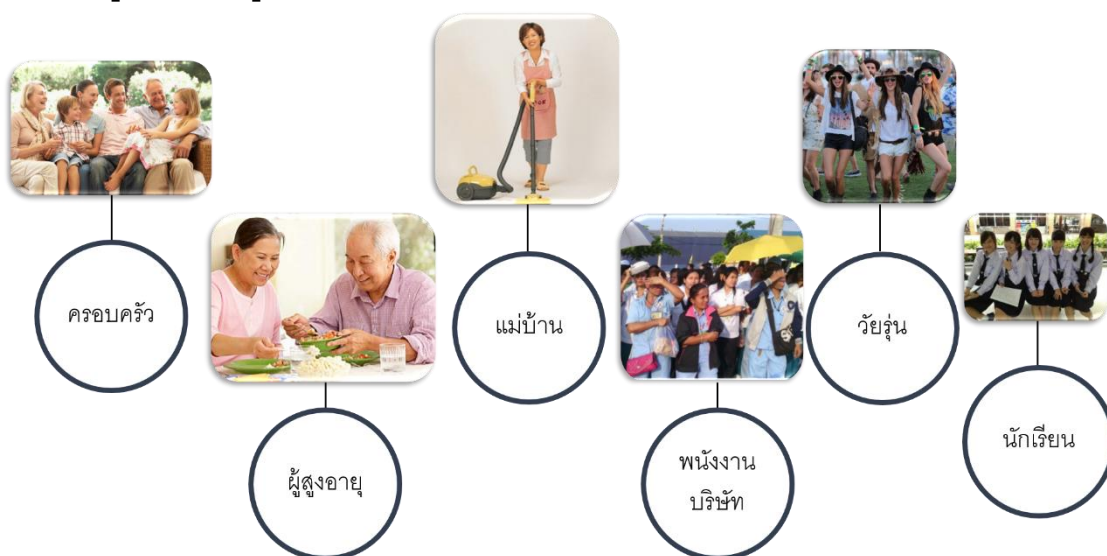 ครอบครัว
ผู้สูงอายุ
แม่บ้าน
พนังงาน
บริษัท
วัยรุ่น
นักเรียน